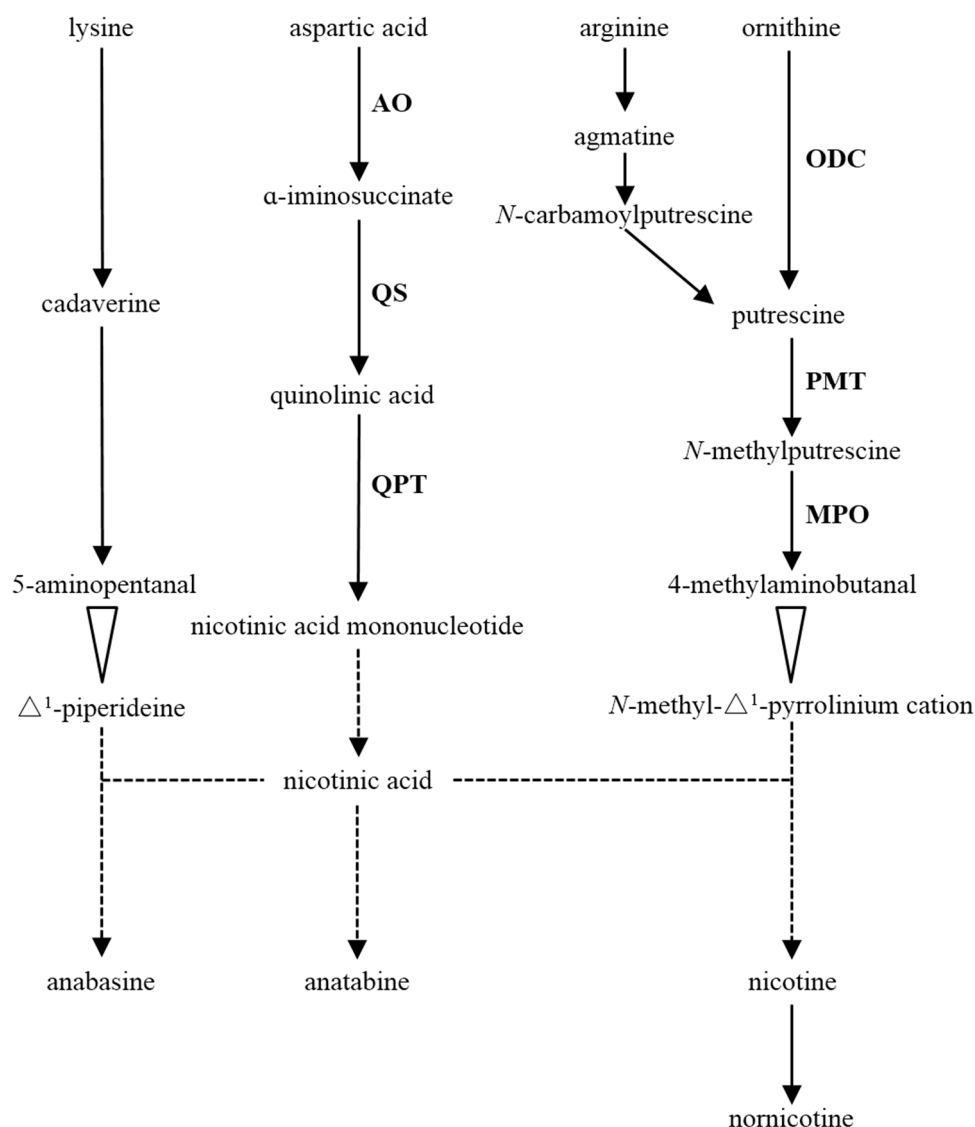 lysine
aspartic acid
arginine
ornithine
AO
agmatine
ODC
α-iminosuccinate
N-carbamoylputrescine
cadaverine
QS
putrescine
PMT
quinolinic acid
N-methylputrescine
QPT
MPO
5-aminopentanal
4-methylaminobutanal
nicotinic acid mononucleotide
△¹-piperideine
N-methyl-△¹-pyrrolinium cation
nicotinic acid
anabasine
anatabine
nicotine
nornicotine